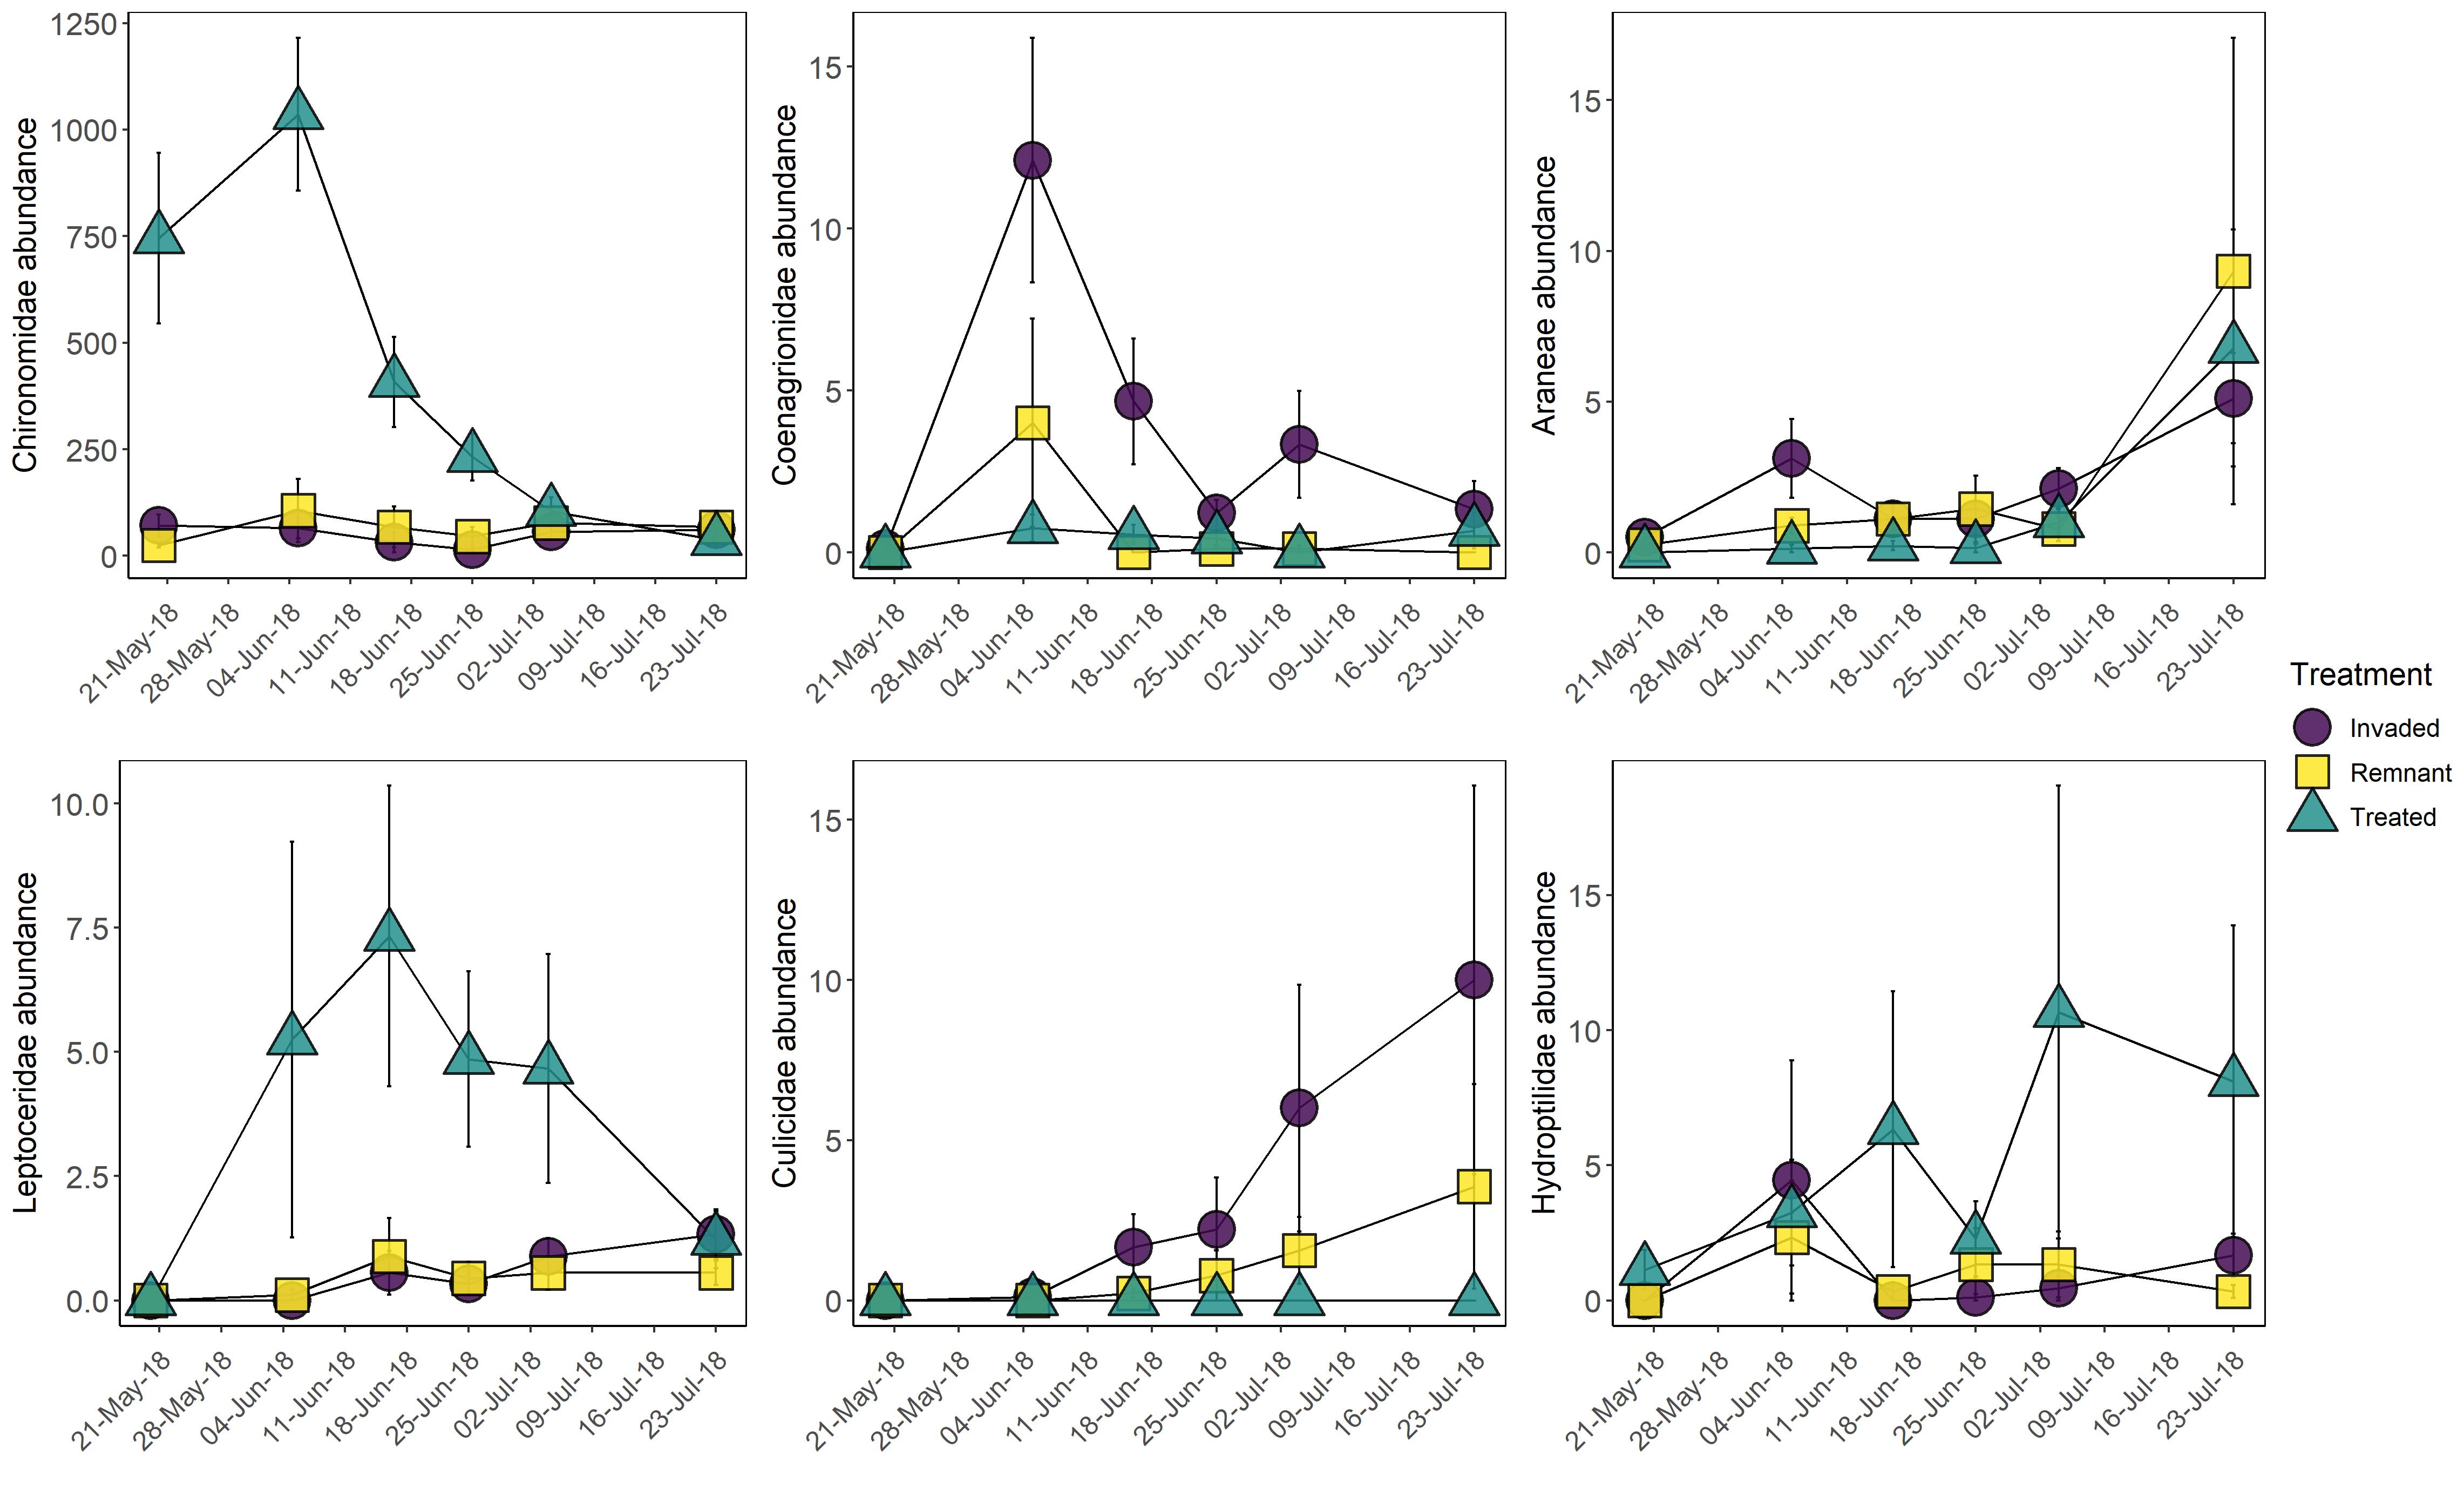 Chironomidae abundance
1250
1000
750
500
250
0
21-May-18
28-May-18
04-Jun-18
11-Jun-18
18-Jun-18
25-Jun-18
02-Jul-18
09-Jul-18
16-Jul-18
23-Jul-18
Coenagrionidae abundance
15
10
5
0
21-May-18
28-May-18
04-Jun-18
11-Jun-18
18-Jun-18
25-Jun-18
02-Jul-18
09-Jul-18
16-Jul-18
23-Jul-18
Araneae abundance
15
10
5
0
21-May-18
28-May-18
04-Jun-18
11-Jun-18
18-Jun-18
25-Jun-18
02-Jul-18
09-Jul-18
16-Jul-18
23-Jul-18
Treatment
Invaded
Remnant
Treated
Leptoceridae abundance
10.0
7.5
5.0
2.5
0.0
21-May-18
28-May-18
04-Jun-18
11-Jun-18
18-Jun-18
25-Jun-18
02-Jul-18
09-Jul-18
16-Jul-18
23-Jul-18
Culicidae abundance
15
10
5
0
21-May-18
28-May-18
04-Jun-18
11-Jun-18
18-Jun-18
25-Jun-18
02-Jul-18
09-Jul-18
16-Jul-18
23-Jul-18
Hydroptilidae abundance
15
10
5
0
21-May-18
28-May-18
04-Jun-18
11-Jun-18
18-Jun-18
25-Jun-18
02-Jul-18
09-Jul-18
16-Jul-18
23-Jul-18